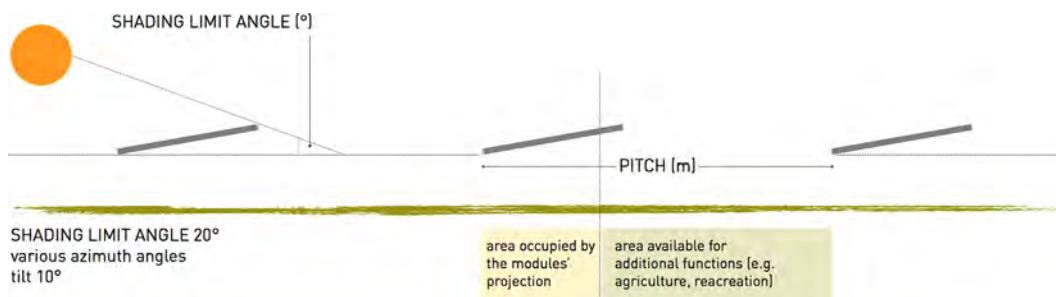 SHADING LIMIT ANGLE (°)
PITCH (m)
SHADING LIMIT ANGLE 20°
various azimuth angles
tilt 10°
area occupied by
the modules'
projection
area available for
additional functions (e.g.
agriculture, reacreation)